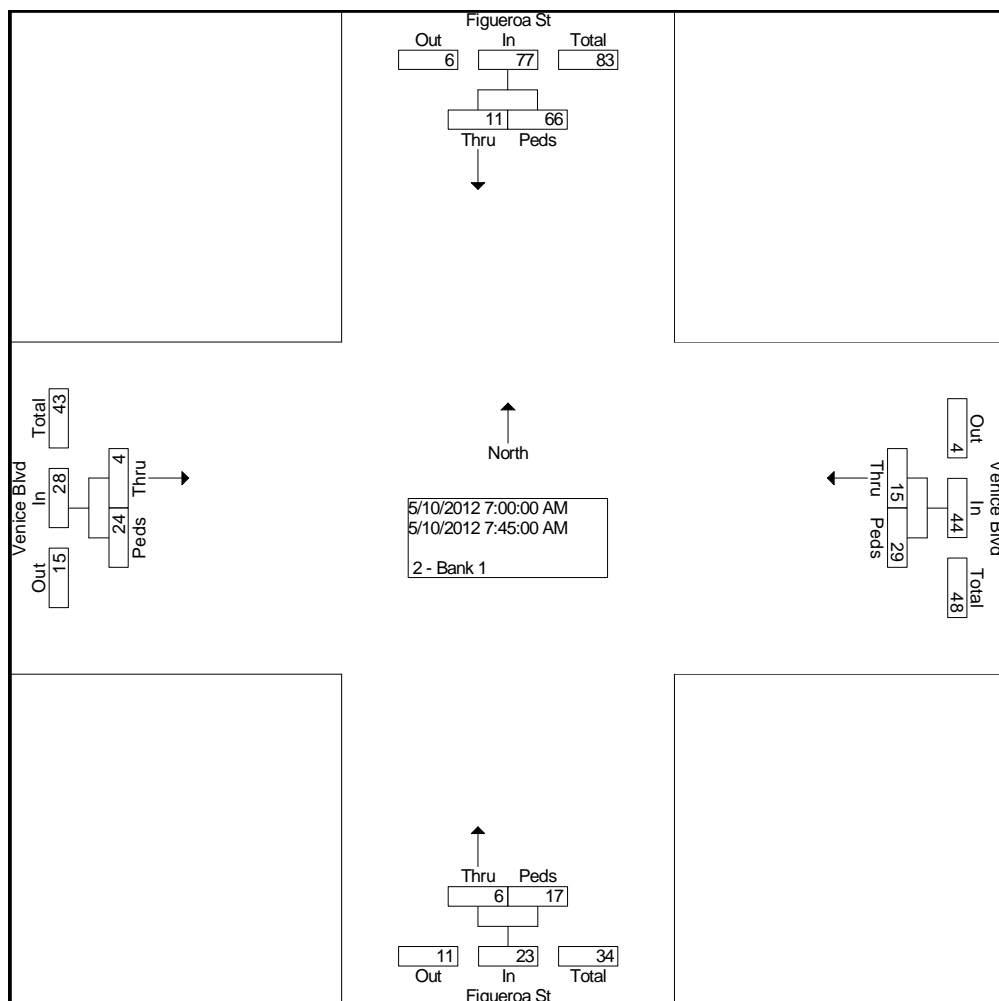 Figueroa St
Out In Total
6 77 83
11 66
Thru Peds
North
5/10/2012 7:00:00 AM
5/10/2012 7:45:00 AM
2 - Bank 1
Venice Blvd
Total In Out
43 28 15
4 24
Thru Peds
Venice Blvd
Out In Total
4 44 48
15 29
Thru Peds
Thru Peds
6 17
11 23 34
Out In Total
Figueroa St